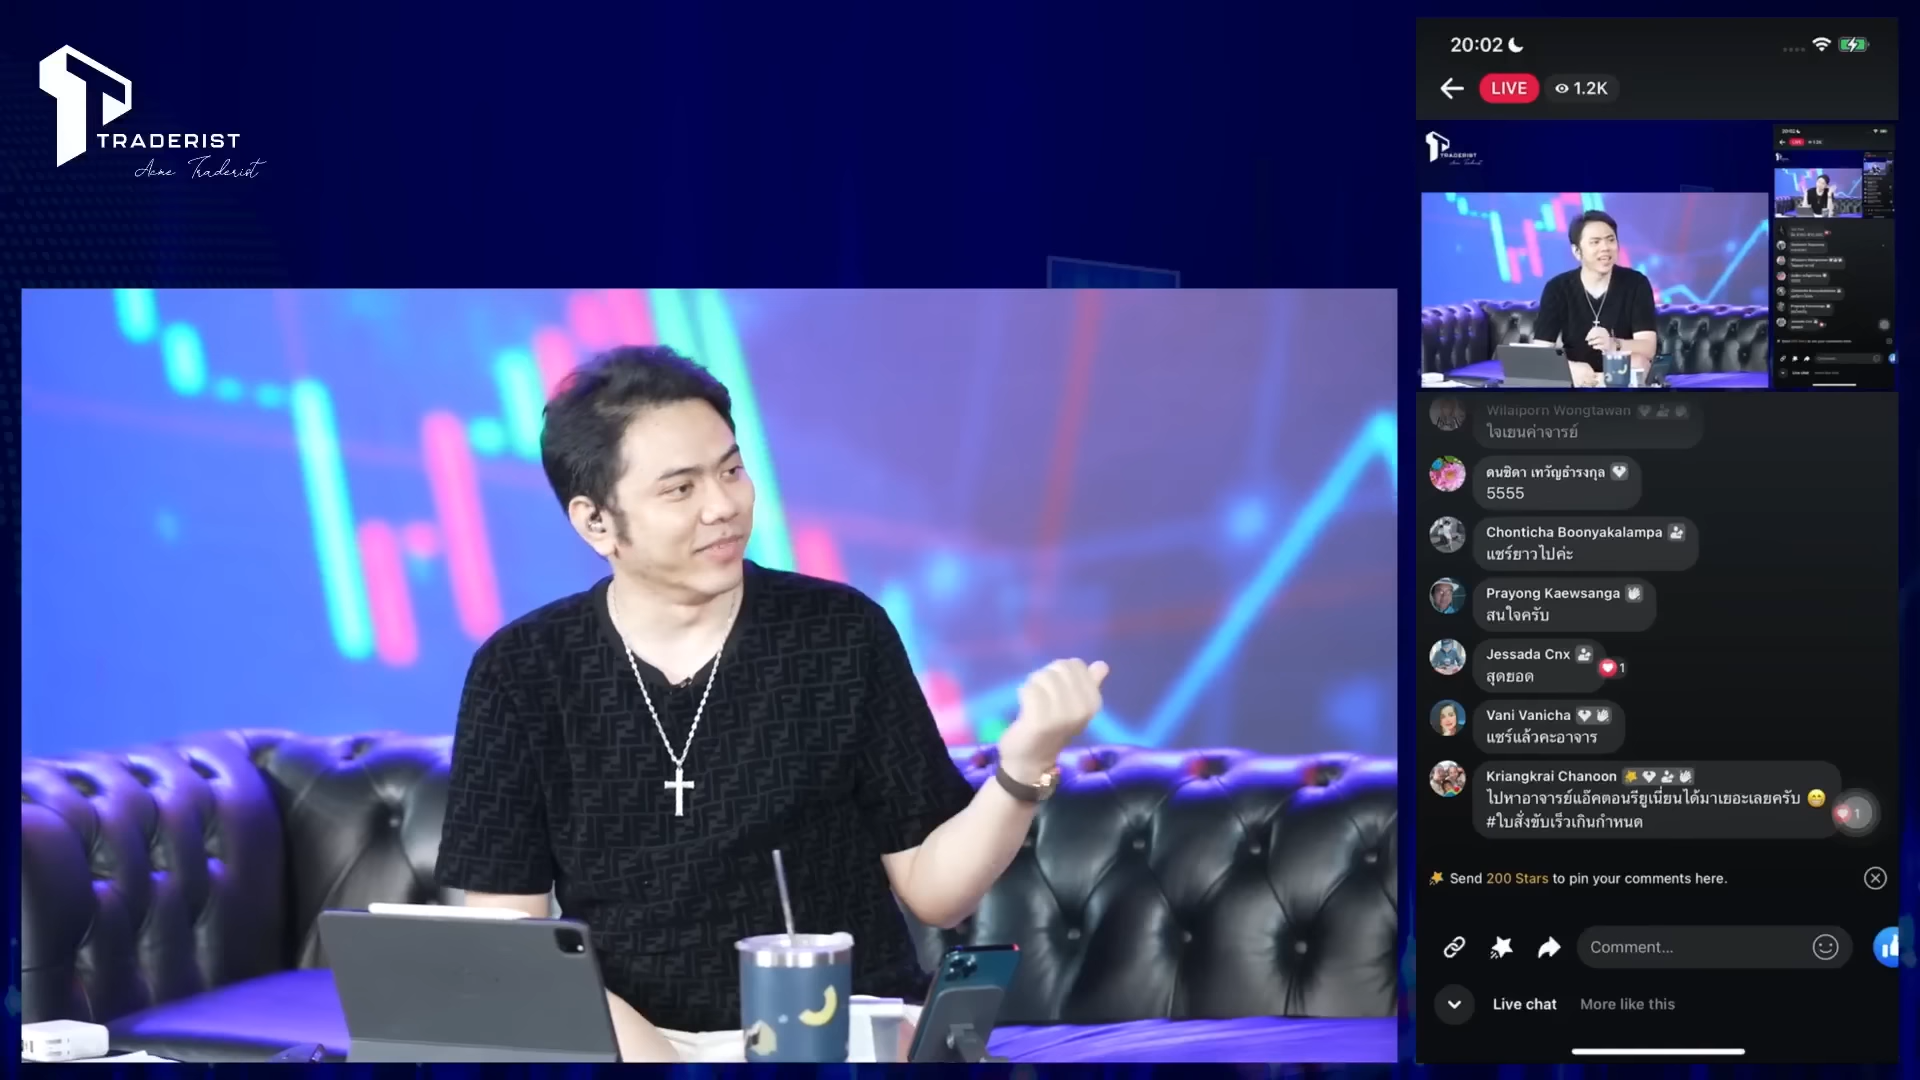 TRADERIST
Acme Traderist
20:02
LIVE
1.2K
TRADERIST
Wilaiporn Wongtawan
ใจเยนค่าจารย์
ดนชิดา เทวัญธำรงกุล
5555
Chonticha Boonyakalampa
แชร์ยาวไปค่ะ
Prayong Kaewsanga
สนใจครับ
Jessada Cnx
1
สุดยอด
Vani Vanicha
แชร์แล้วคะอาจาร
Kriangkrai Chanoon
ไปหาอาจารย์แอ๊คตอนรียูเนี่ยนได้มาเยอะเลยครับ 😁
#ใบสั่งขับเร็วเกินกำหนด
1
Send 200 Stars to pin your comments here.
Comment...
Live chat
More like this